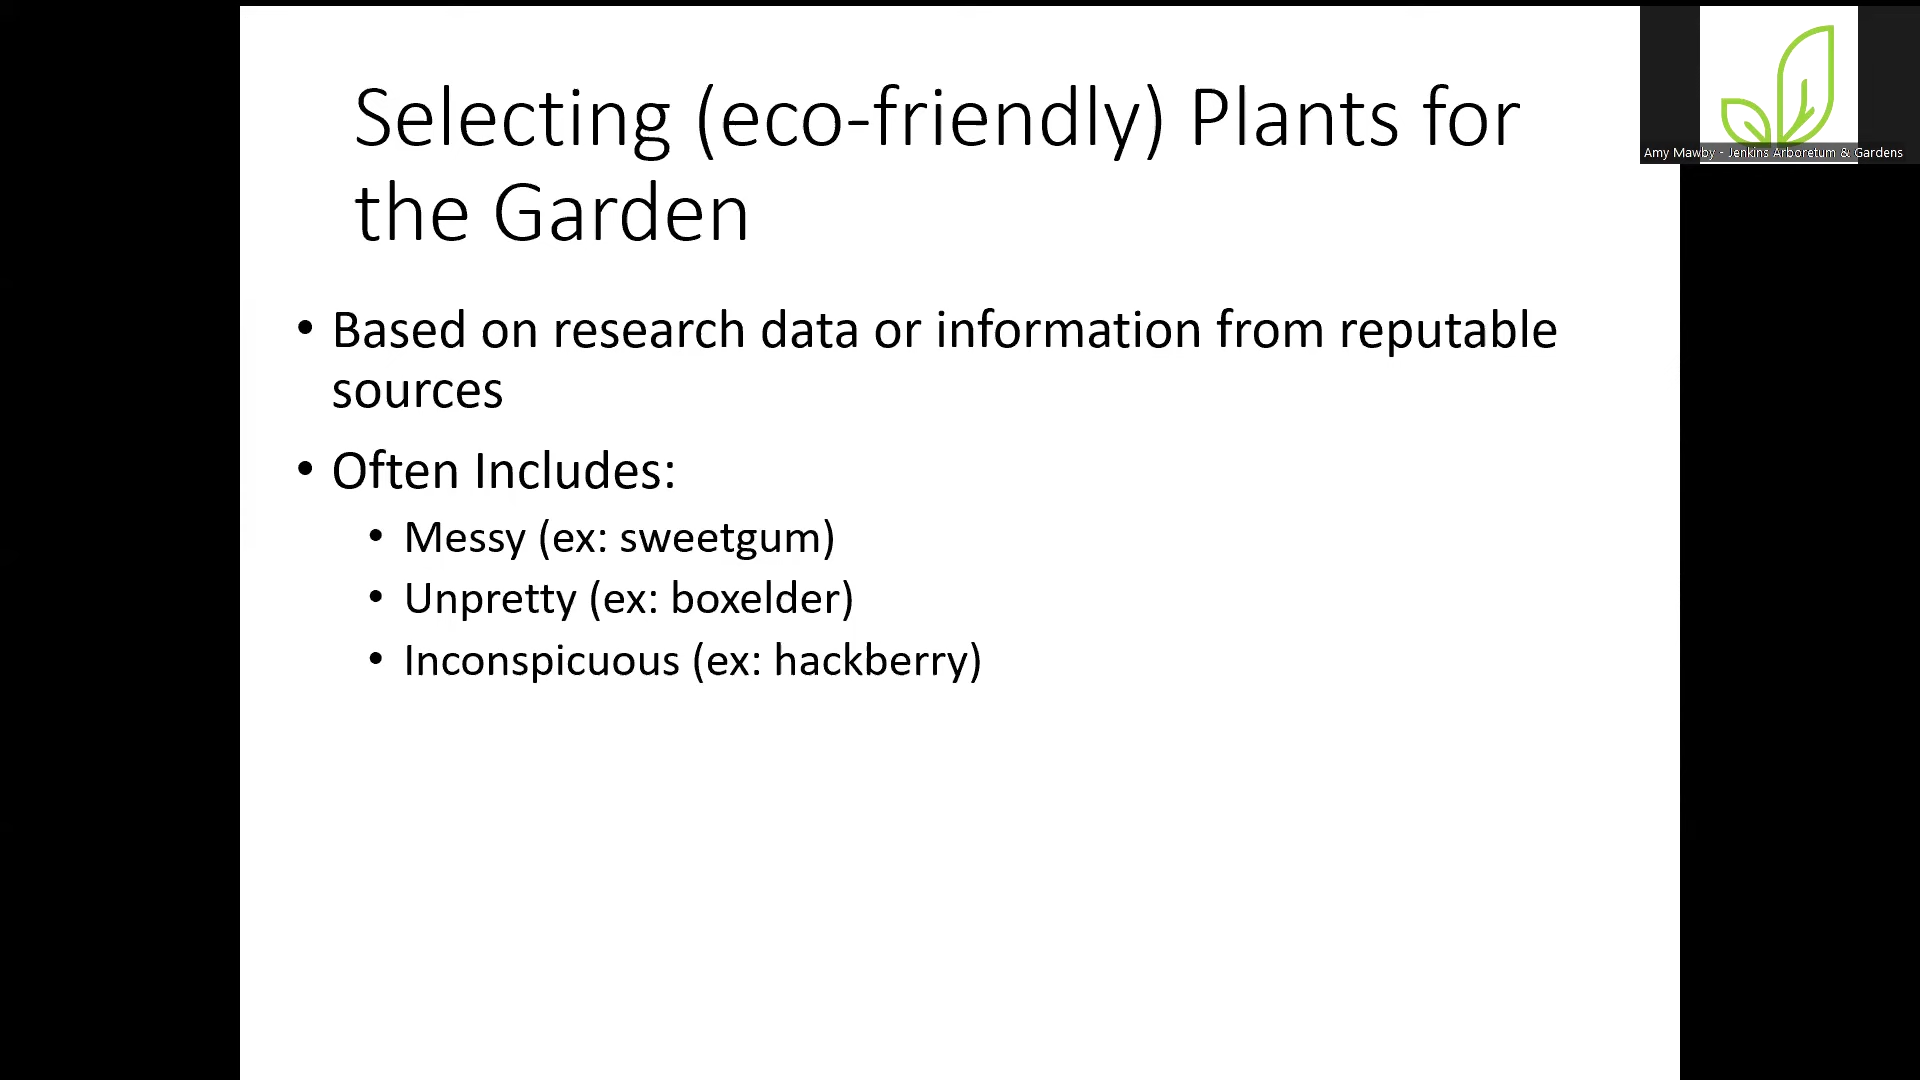 Selecting (eco-friendly) Plants for
the Garden
• Based on research data or information from reputable
sources
• Often Includes:
• Messy (ex: sweetgum)
• Unpretty (ex: boxelder)
• Inconspicuous (ex: hackberry)
Amy Mawby - Jenkins Arboretum & Gardens